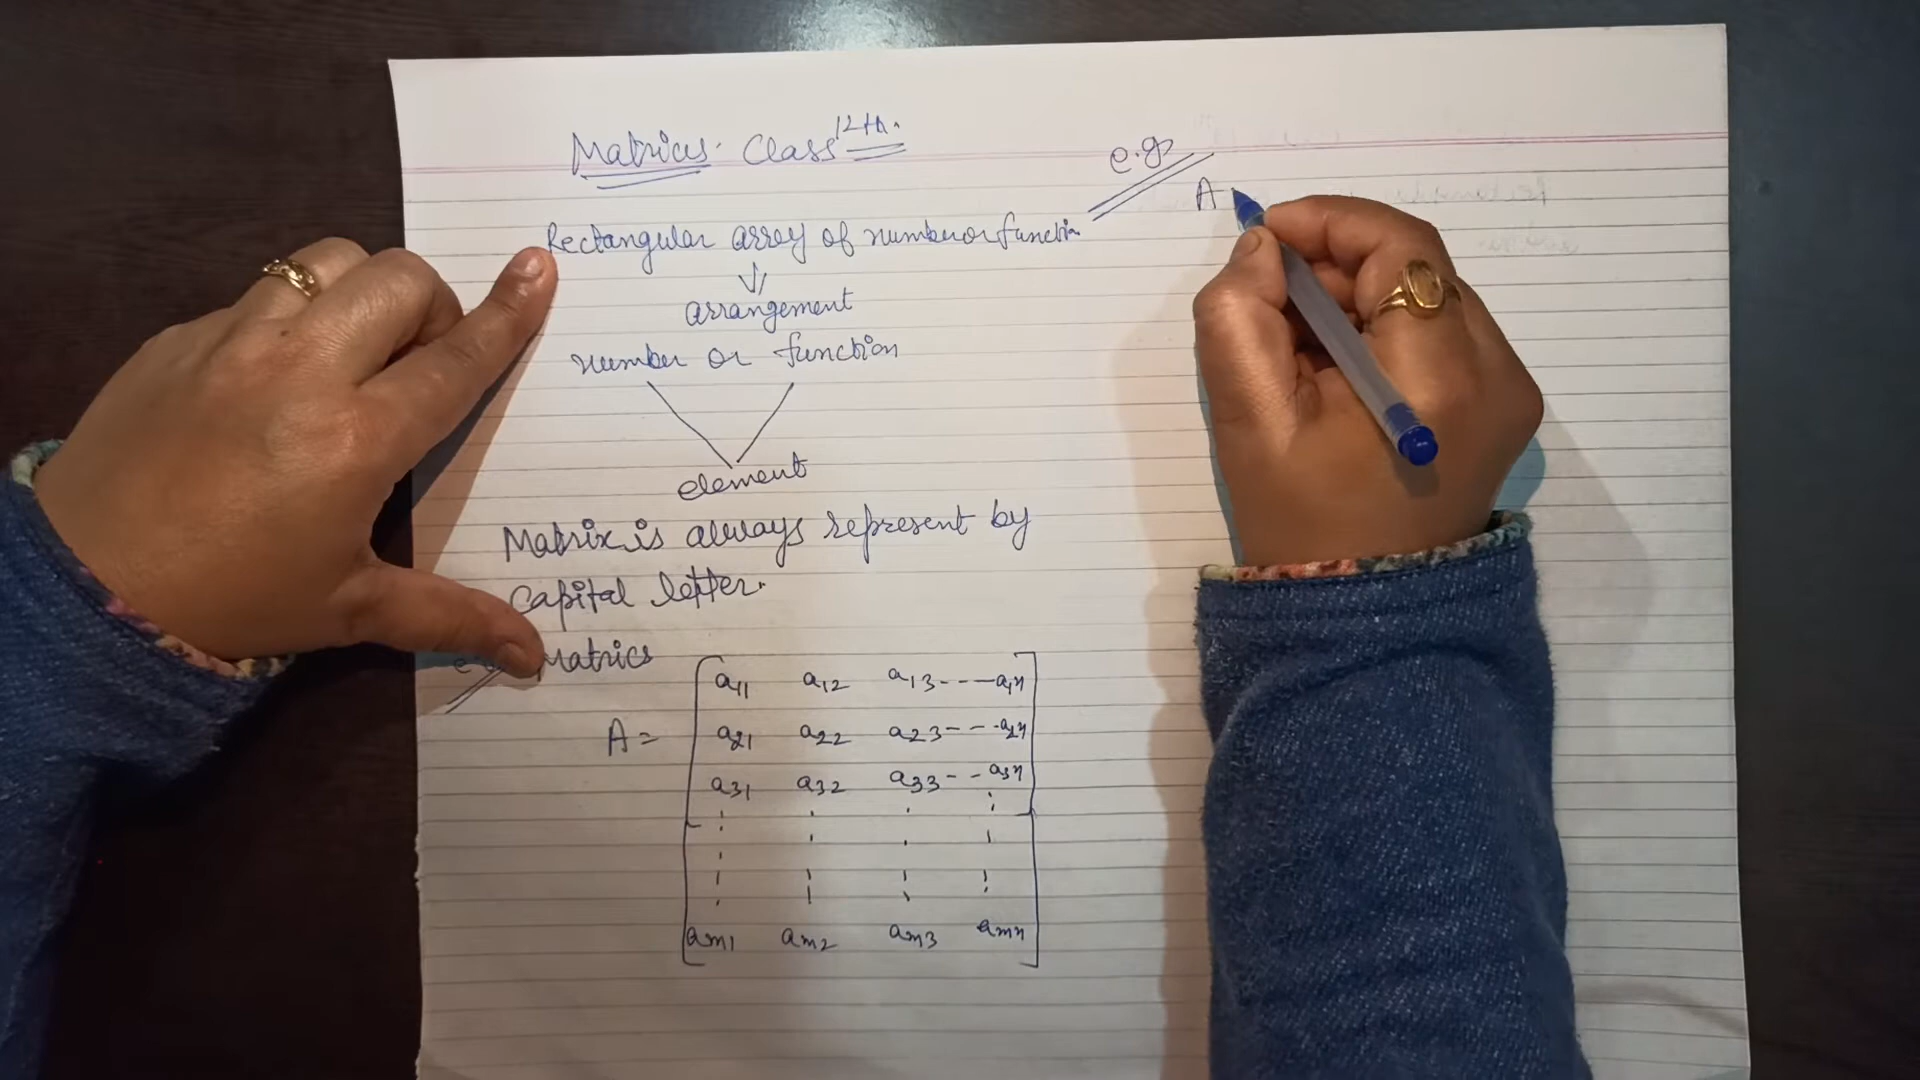 Matrices. Class 12th.
Rectangular array of number or function
arrangement
number or function
element
Matrix is always represent by
Capital letter.
Matrics
A = [ a11 a12 a13 - - - a1n
a21 a22 a23 - - - a2n
a31 a32 a33 - - a3n
am1 am2 am3 amn ]
e.g.
A